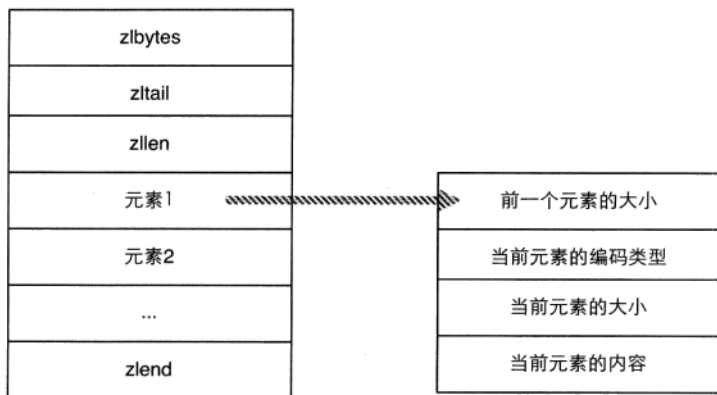 zlbytes
zltail
zllen
元素1
元素2
...
zlend
前一个元素的大小
当前元素的编码类型
当前元素的大小
当前元素的内容